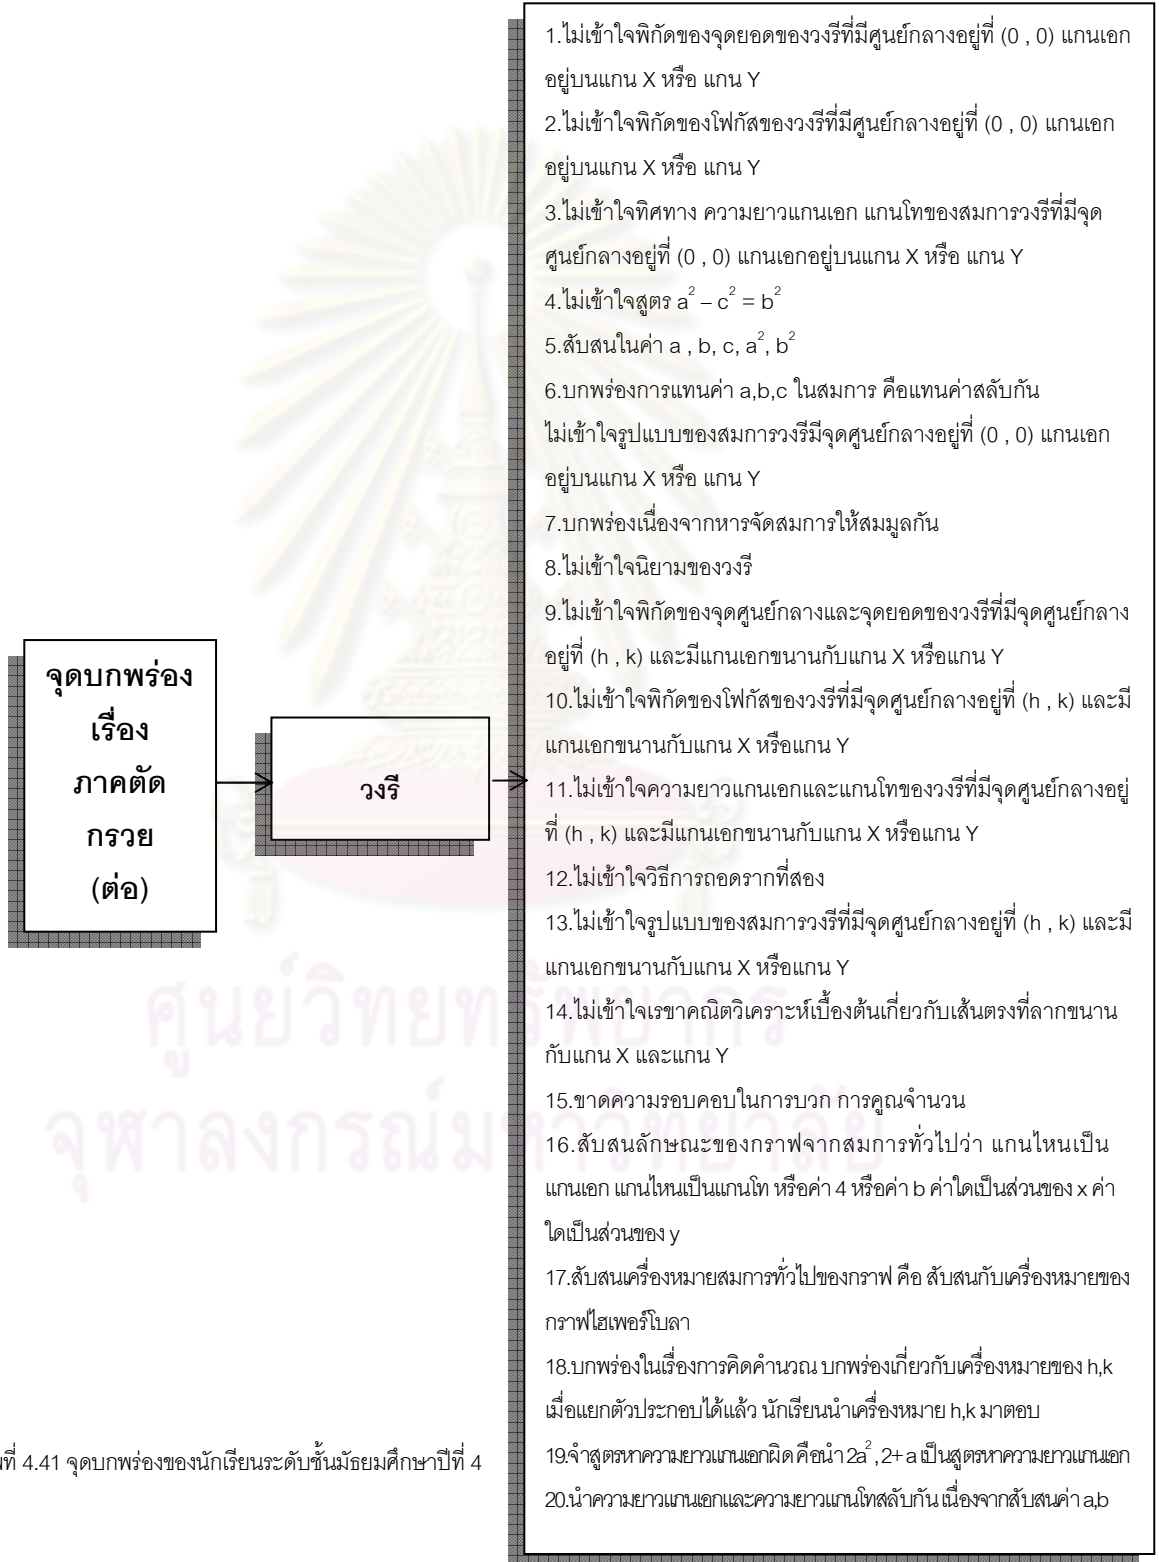 จุดบกพร่อง
เรื่อง
ภาคตัด
กรวย
(ต่อ)
วงรี
1.ไม่เข้าใจพิกัดของจุดยอดของวงรีที่มีศูนย์กลางอยู่ที่ (0 , 0) แกนเอก
อยู่บนแกน X หรือ แกน Y
2.ไม่เข้าใจพิกัดของโฟกัสของวงรีที่มีศูนย์กลางอยู่ที่ (0 , 0) แกนเอก
อยู่บนแกน X หรือ แกน Y
3.ไม่เข้าใจทิศทาง ความยาวแกนเอก แกนโทของสมการวงรีที่มีจุด
ศูนย์กลางอยู่ที่ (0 , 0) แกนเอกอยู่บนแกน X หรือ แกน Y
4.ไม่เข้าใจสูตร a² – c² = b²
5.สับสนในค่า a , b, c, a², b²
6.บกพร่องการแทนค่า a,b,c ในสมการ คือแทนค่าสลับกัน
ไม่เข้าใจรูปแบบของสมการวงรีมีจุดศูนย์กลางอยู่ที่ (0 , 0) แกนเอก
อยู่บนแกน X หรือ แกน Y
7.บกพร่องเนื่องจากหารจัดสมการให้สมมูลกัน
8.ไม่เข้าใจนิยามของวงรี
9.ไม่เข้าใจพิกัดของจุดศูนย์กลางและจุดยอดของวงรีที่มีจุดศูนย์กลาง
อยู่ที่ (h , k) และมีแกนเอกขนานกับแกน X หรือแกน Y
10.ไม่เข้าใจพิกัดของโฟกัสของวงรีที่มีจุดศูนย์กลางอยู่ที่ (h , k) และมี
แกนเอกขนานกับแกน X หรือแกน Y
11.ไม่เข้าใจความยาวแกนเอกและแกนโทของวงรีที่มีจุดศูนย์กลางอยู่
ที่ (h , k) และมีแกนเอกขนานกับแกน X หรือแกน Y
12.ไม่เข้าใจวิธีการถอดรากที่สอง
13.ไม่เข้าใจรูปแบบของสมการวงรีที่มีจุดศูนย์กลางอยู่ที่ (h , k) และมี
แกนเอกขนานกับแกน X หรือแกน Y
14.ไม่เข้าใจเรขาคณิตวิเคราะห์เบื้องต้นเกี่ยวกับเส้นตรงที่ลากขนาน
กับแกน X และแกน Y
15.ขาดความรอบคอบในการบวก การคูณจำนวน
16.สับสนลักษณะของกราฟจากสมการทั่วไปว่า แกนไหนเป็น
แกนเอก แกนไหนเป็นแกนโท หรือค่า 4 หรือค่า b ค่าใดเป็นส่วนของ x ค่า
ใดเป็นส่วนของ y
17.สับสนเครื่องหมายสมการทั่วไปของกราฟ คือ สับสนกับเครื่องหมายของ
กราฟไฮเพอร์โบลา
18.บกพร่องในเรื่องการคิดคำนวณ บกพร่องเกี่ยวกับเครื่องหมายของ h,k
เมื่อแยกตัวประกอบได้แล้ว นักเรียนนำเครื่องหมาย h,k มาตอบ
19.จำสูตรหาความยาวแกนเอกผิด คือนำ 2a² , 2+ a เป็นสูตรหาความยาวแกนเอก
20.นำความยาวแกนเอกและความยาวแกนโทสลับกัน เนื่องจากสับสนค่า a,b
ที่ 4.41 จุดบกพร่องของนักเรียนระดับชั้นมัธยมศึกษาปีที่ 4
ศูนย์วิทยทรัพยากร
จุฬาลงกรณ์มหาวิทยาลัย